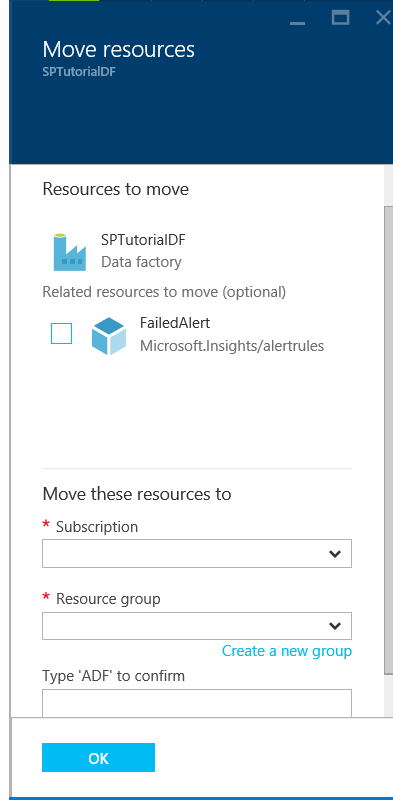 Move resources
SPTutorialDF
Resources to move
SPTutorialDF
Data factory
Related resources to move (optional)
FailedAlert
Microsoft.Insights/alertrules
Move these resources to
* Subscription
* Resource group
Create a new group
Type 'ADF' to confirm
OK